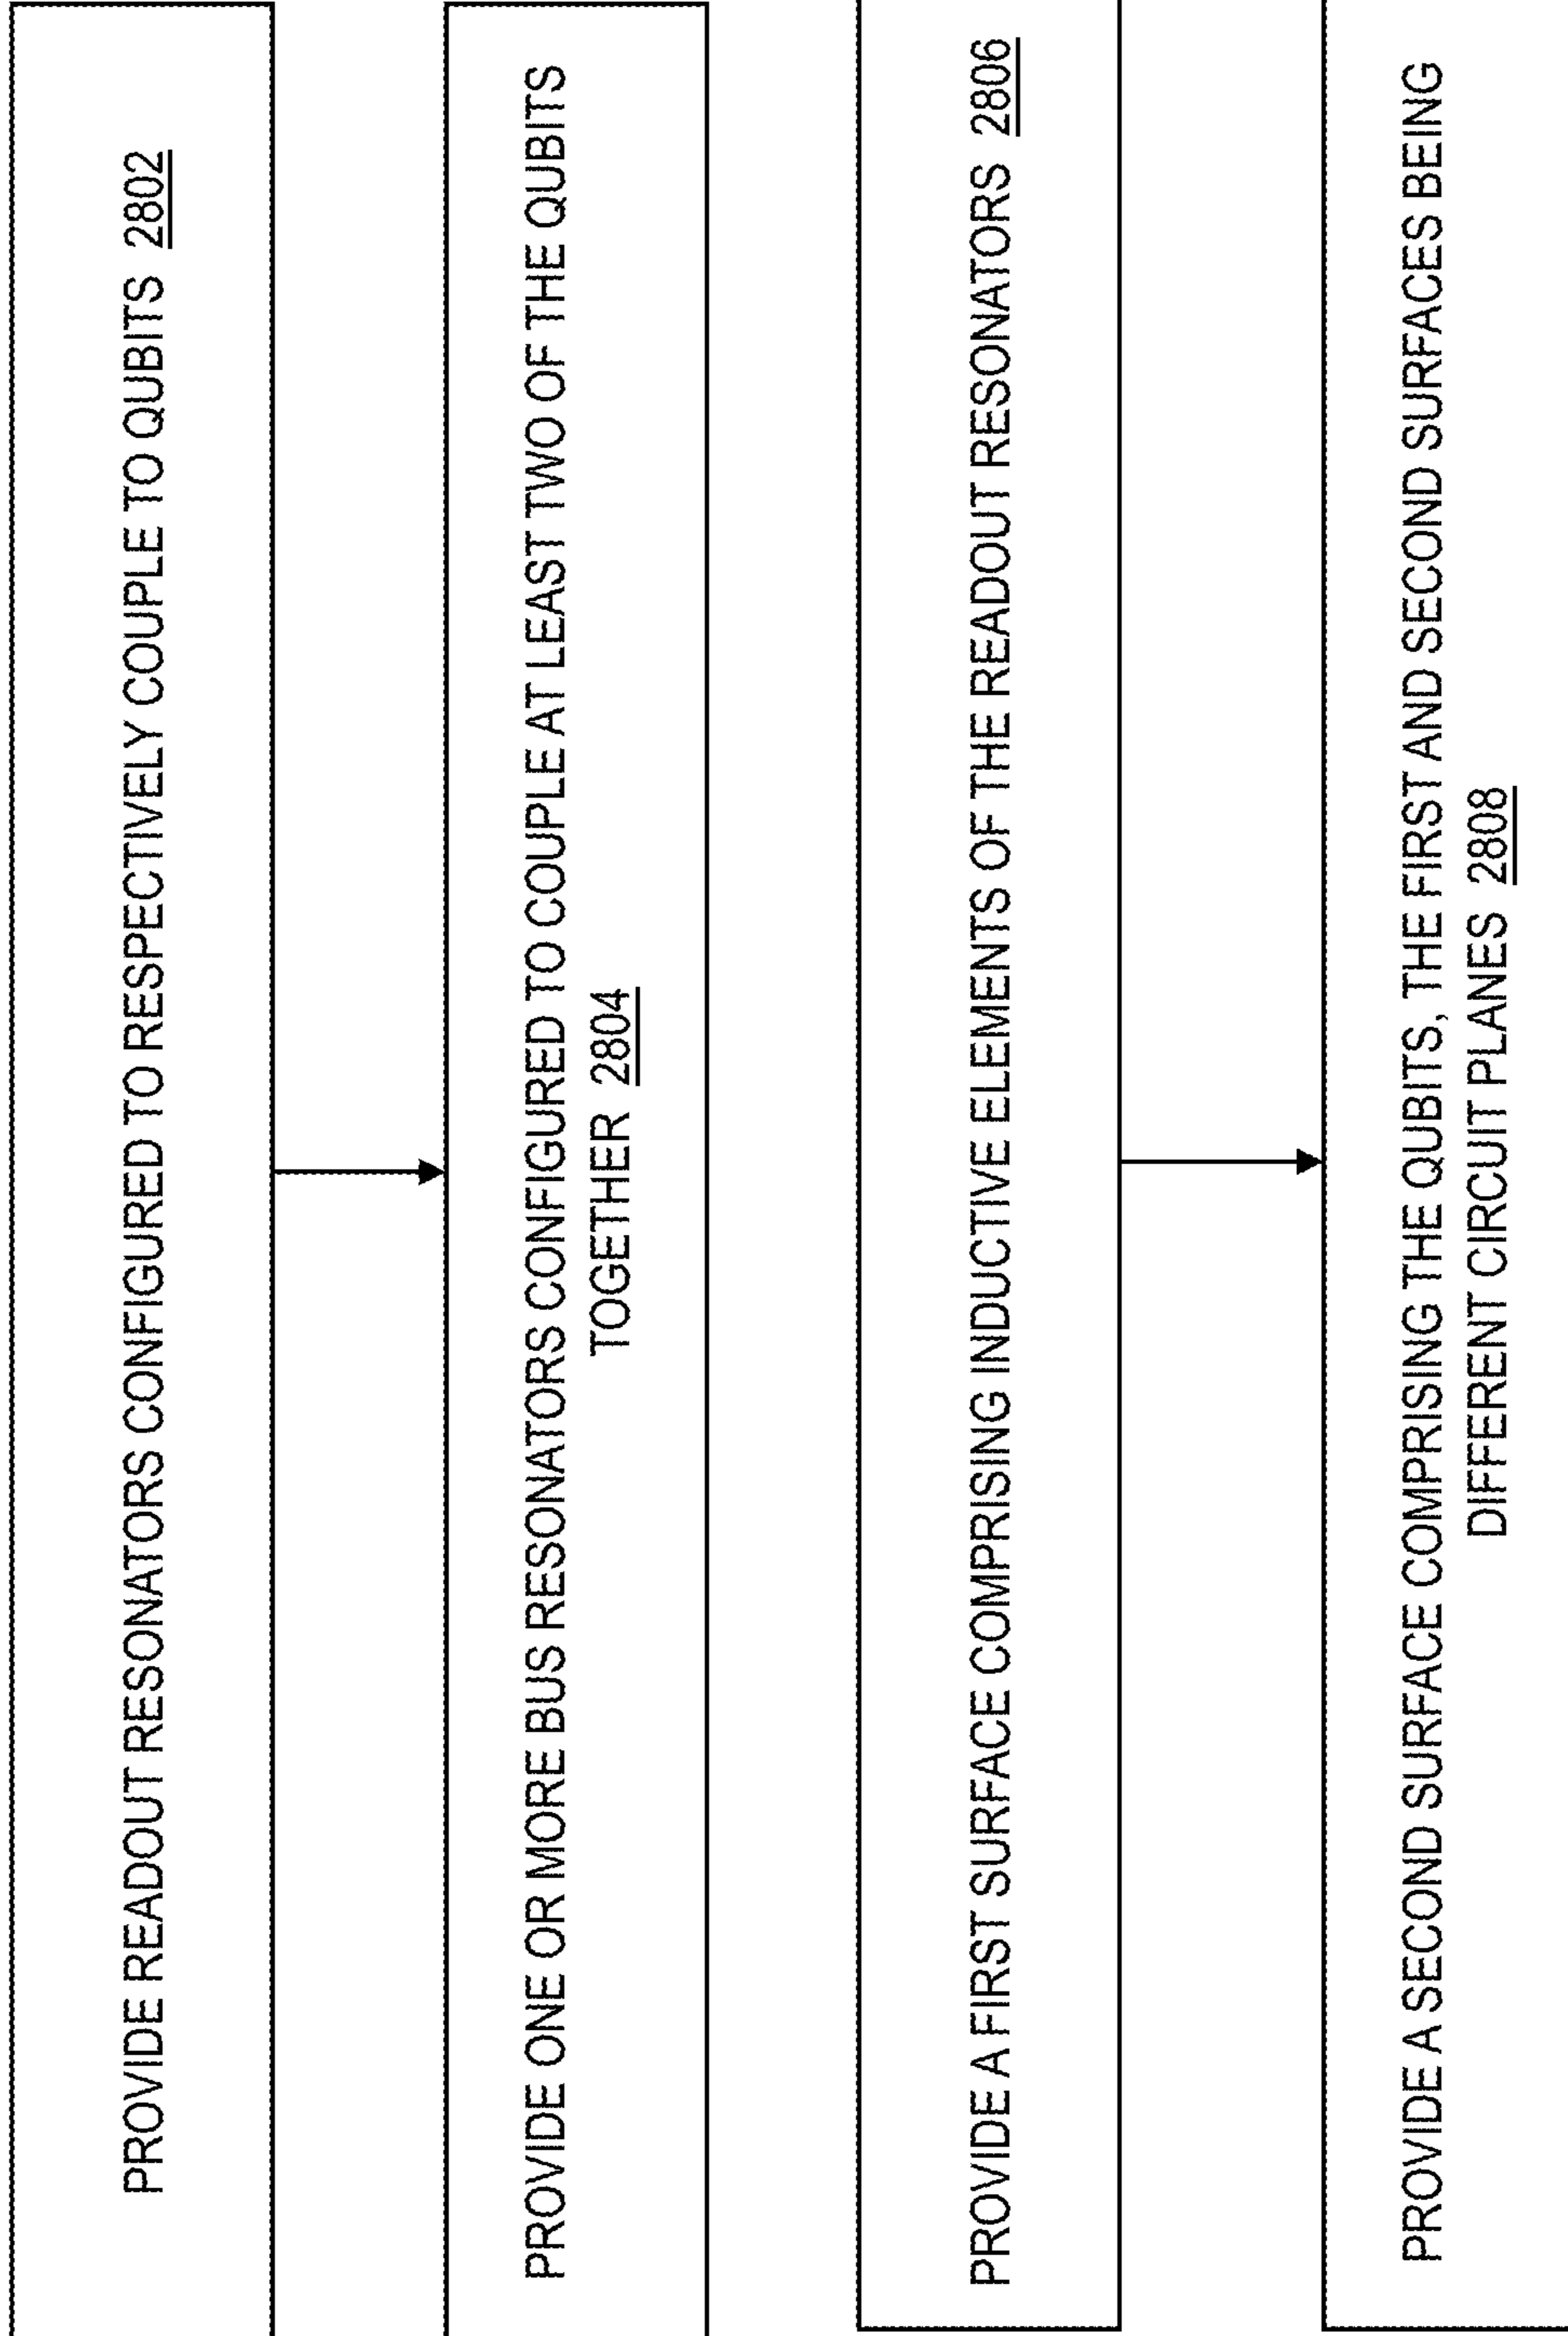 PROVIDE READOUT RESONATORS CONFIGURED TO RESPECTIVELY COUPLE TO QUBITS 2802
PROVIDE ONE OR MORE BUS RESONATORS CONFIGURED TO COUPLE AT LEAST TWO OF THE QUBITS
TOGETHER 2804
PROVIDE A FIRST SURFACE COMPRISING INDUCTIVE ELEMENTS OF THE READOUT RESONATORS 2806
PROVIDE A SECOND SURFACE COMPRISING THE QUBITS, THE FIRST AND SECOND SURFACES BEING
DIFFERENT CIRCUIT PLANES 2808